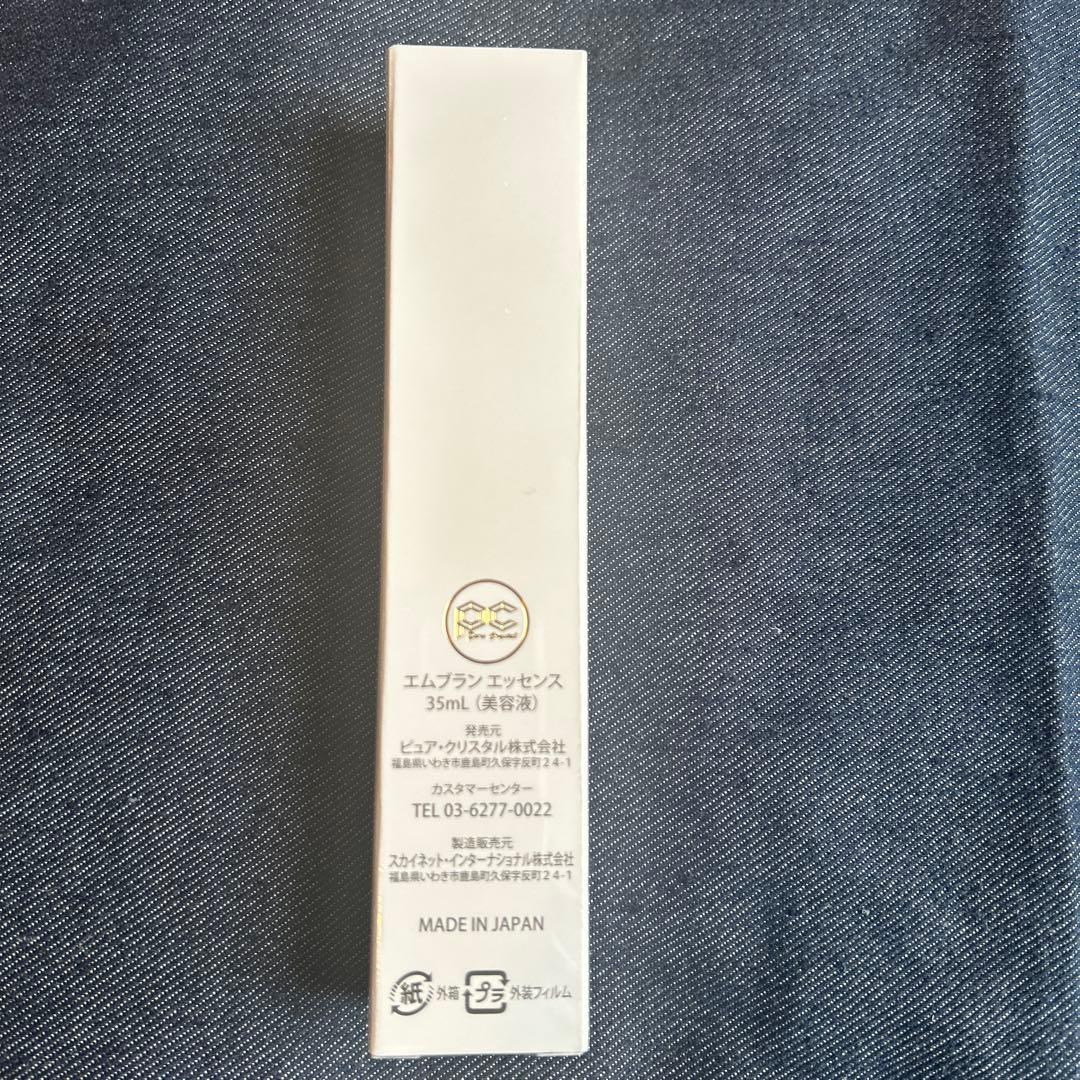 PC
Pure Crystal
エムブラン エッセンス
35mL（美容液）
発売元
ピュア・クリスタル株式会社
福島県いわき市鹿島町久保字反町２４-１
カスタマーセンター
TEL 03-6277-0022
製造販売元
スカイネット・インターナショナル株式会社
福島県いわき市鹿島町久保字反町２４-１
MADE IN JAPAN
紙 外箱 プラ 外装フィルム